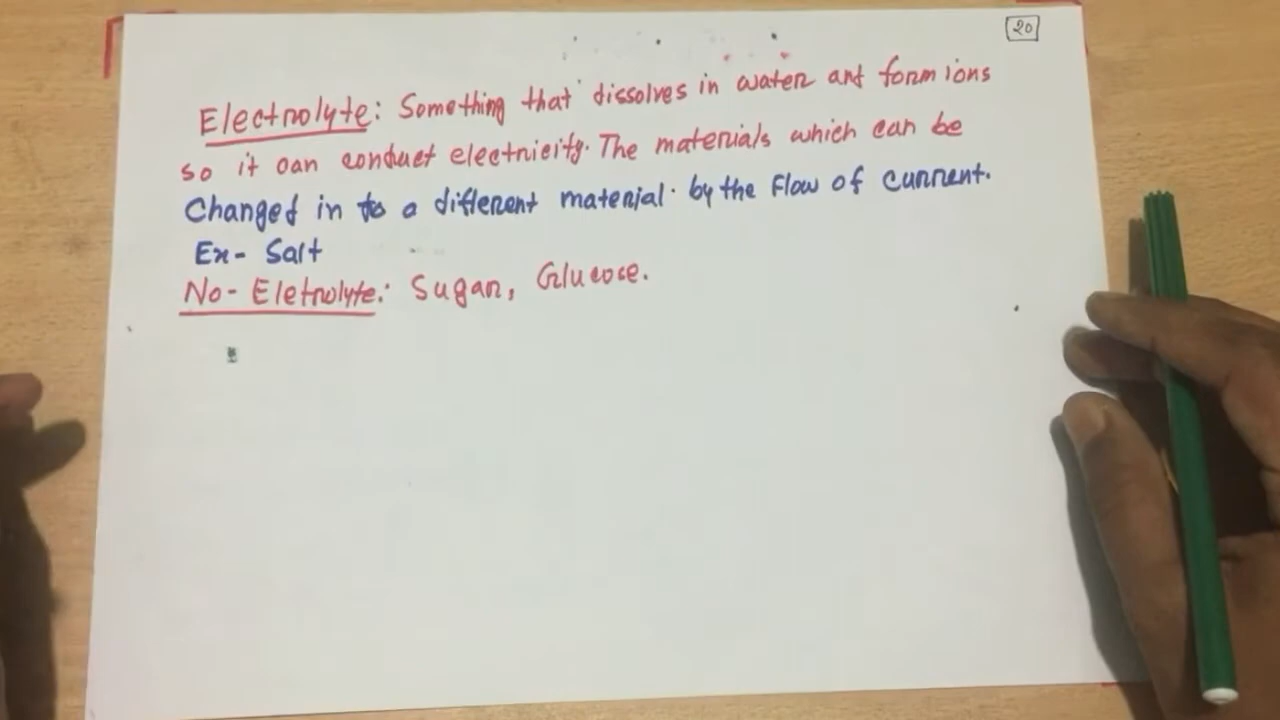 20
Electrolyte: Something that dissolves in water and form ions
so it can conduct electricity. The materials which can be
Changed in to a different material. by the Flow of current.
Ex- Salt
No- Eletrolyte: Sugar, Glucose.